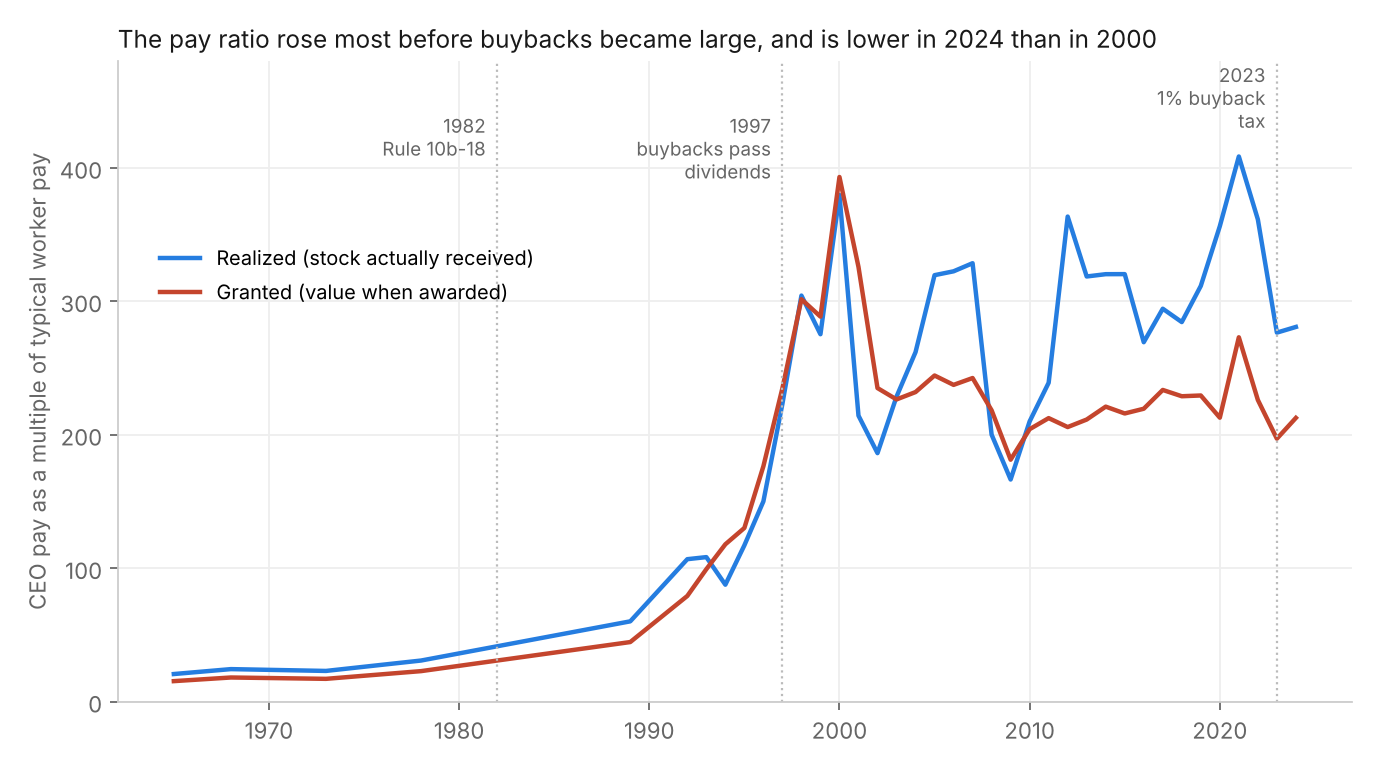 The pay ratio rose most before buybacks became large, and is lower in 2024 than in 2000
CEO pay as a multiple of typical worker pay
400
300
200
100
0
1982
Rule 10b-18
1997
buybacks pass
dividends
2023
1% buyback
tax
Realized (stock actually received)
Granted (value when awarded)
1970
1980
1990
2000
2010
2020